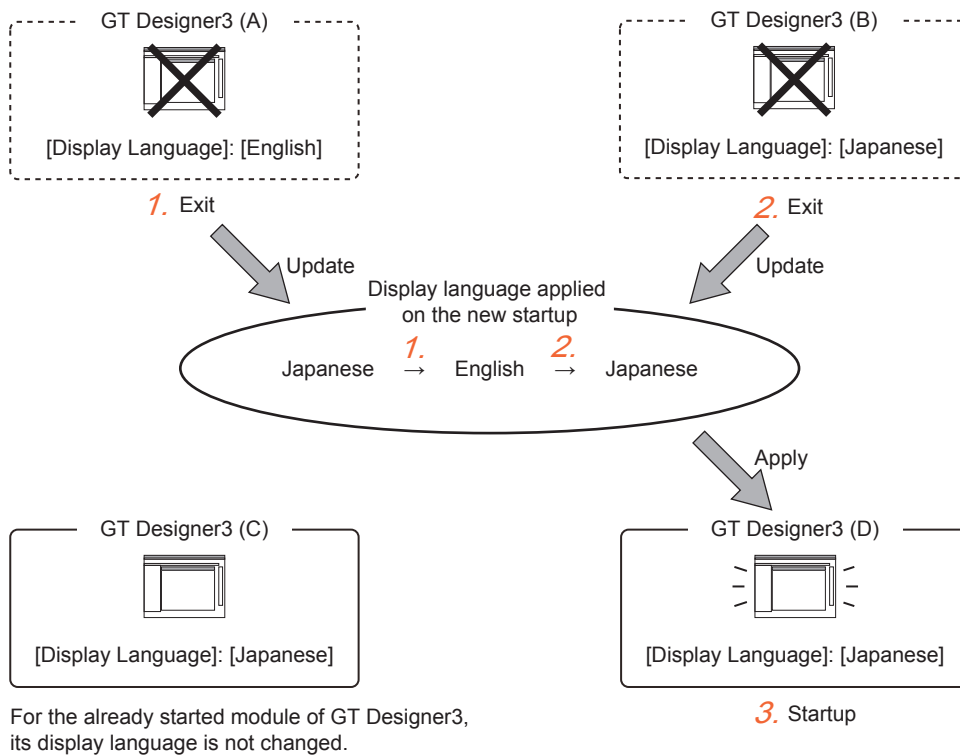 GT Designer3 (A)
[Display Language]: [English]
1. Exit
Update
GT Designer3 (B)
[Display Language]: [Japanese]
2. Exit
Update
Display language applied
on the new startup
1. 2.
Japanese → English → Japanese
Apply
GT Designer3 (C)
[Display Language]: [Japanese]
For the already started module of GT Designer3,
its display language is not changed.
GT Designer3 (D)
[Display Language]: [Japanese]
3. Startup